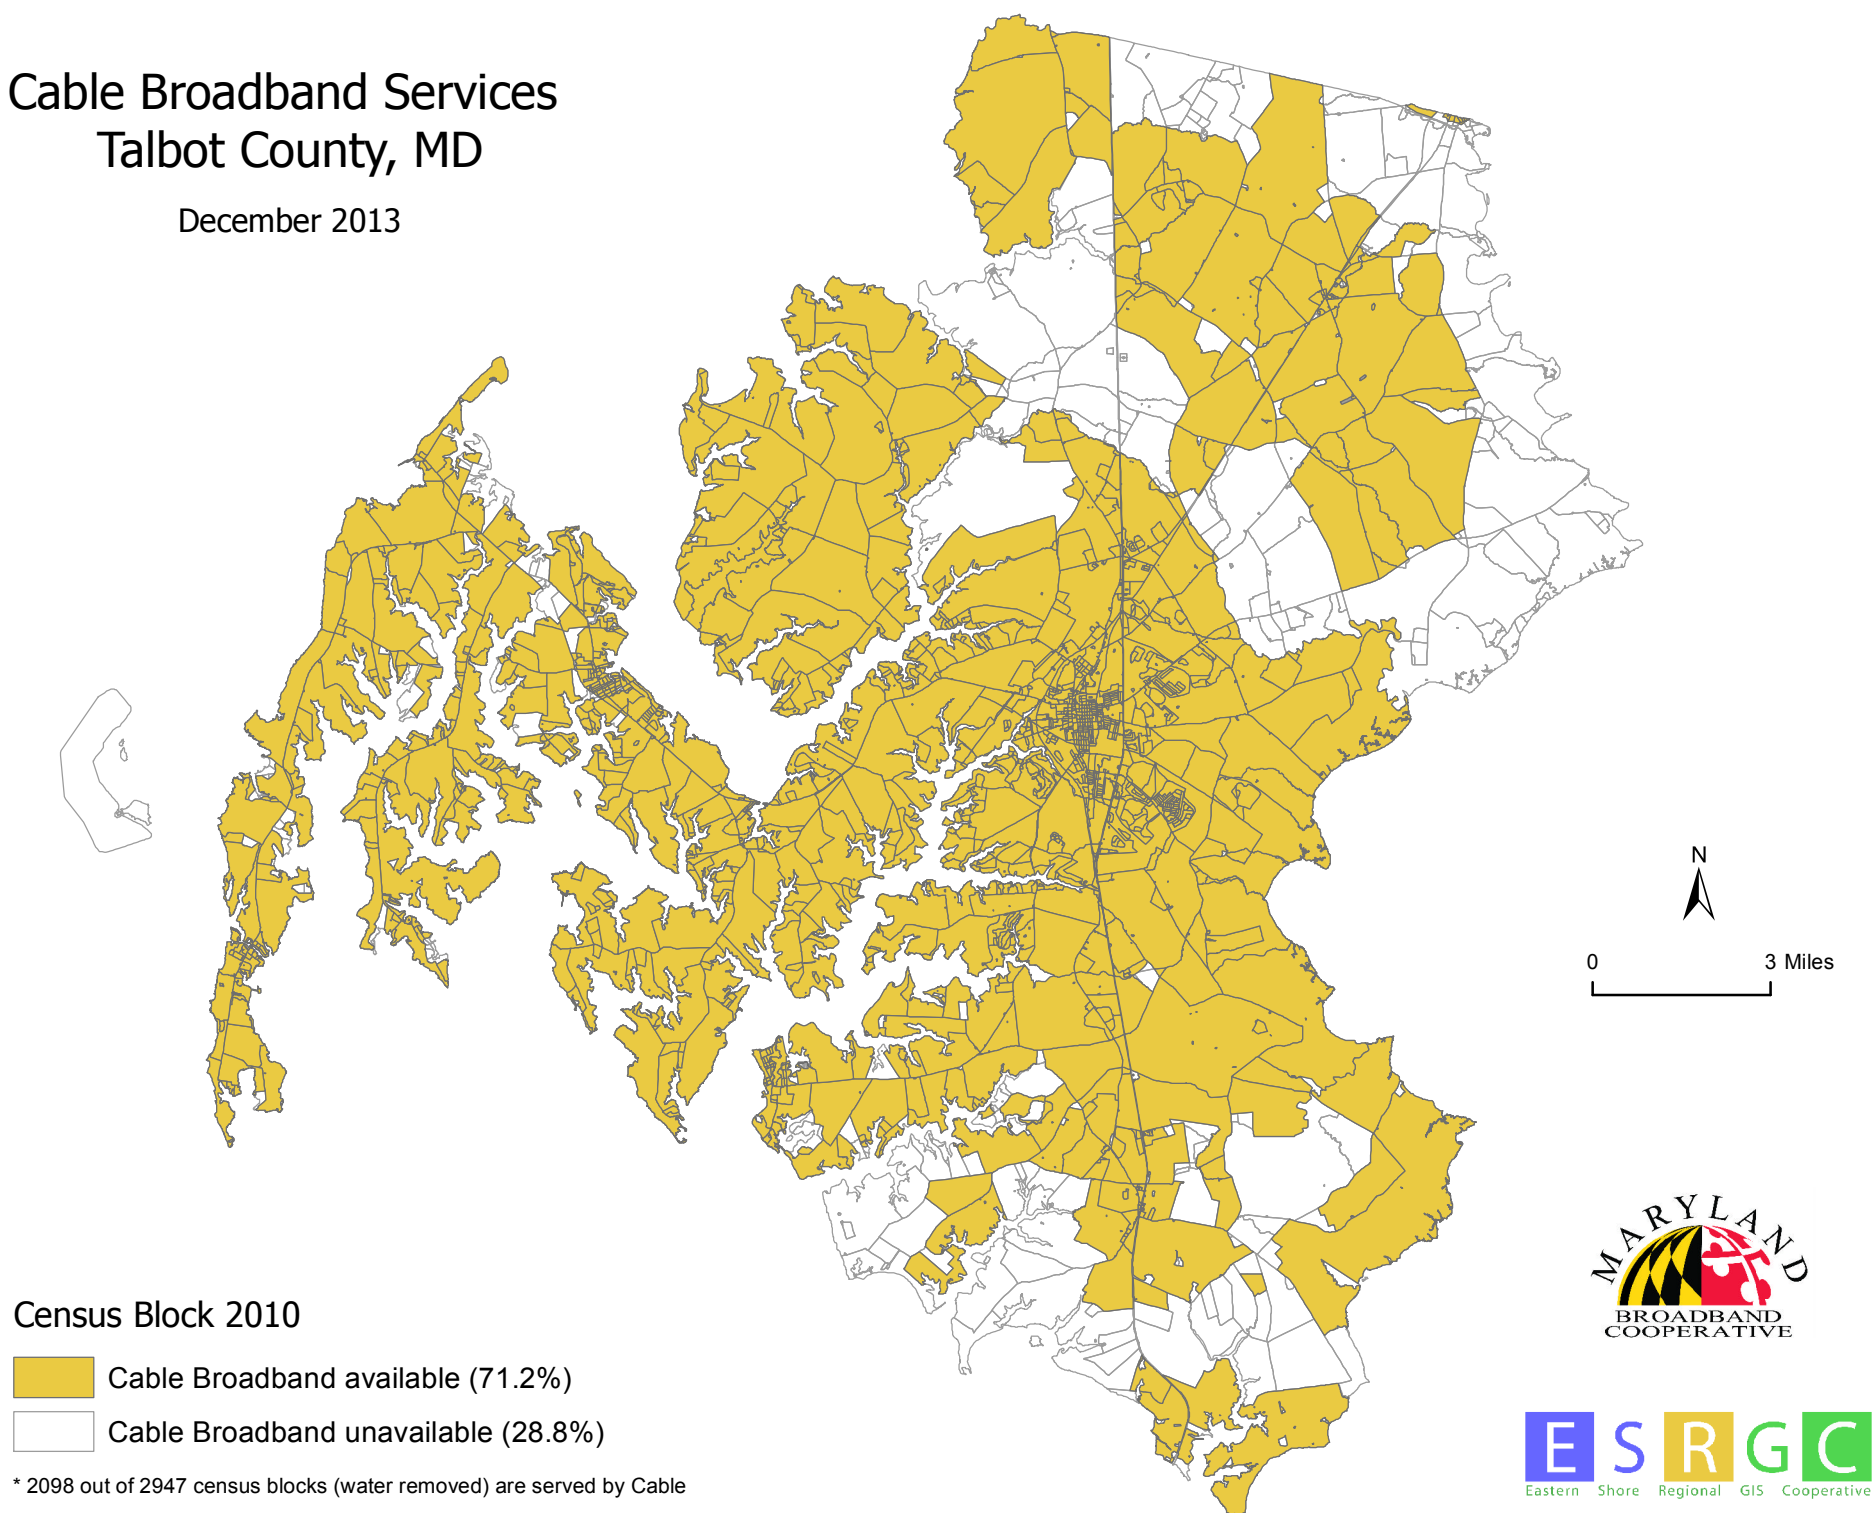 Cable Broadband Services
Talbot County, MD
December 2013
N
0 3 Miles
Census Block 2010
Cable Broadband available (71.2%)
Cable Broadband unavailable (28.8%)
* 2098 out of 2947 census blocks (water removed) are served by Cable
MARYLAND
BROADBAND
COOPERATIVE
E S R G C
Eastern Shore Regional GIS Cooperative